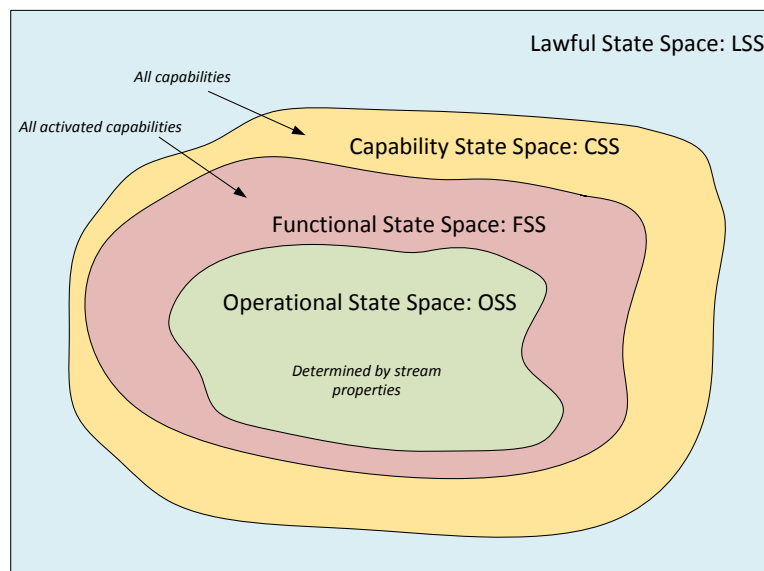 Lawful State Space: LSS
All capabilities
All activated capabilities
Capability State Space: CSS
Functional State Space: FSS
Operational State Space: OSS
Determined by stream
properties